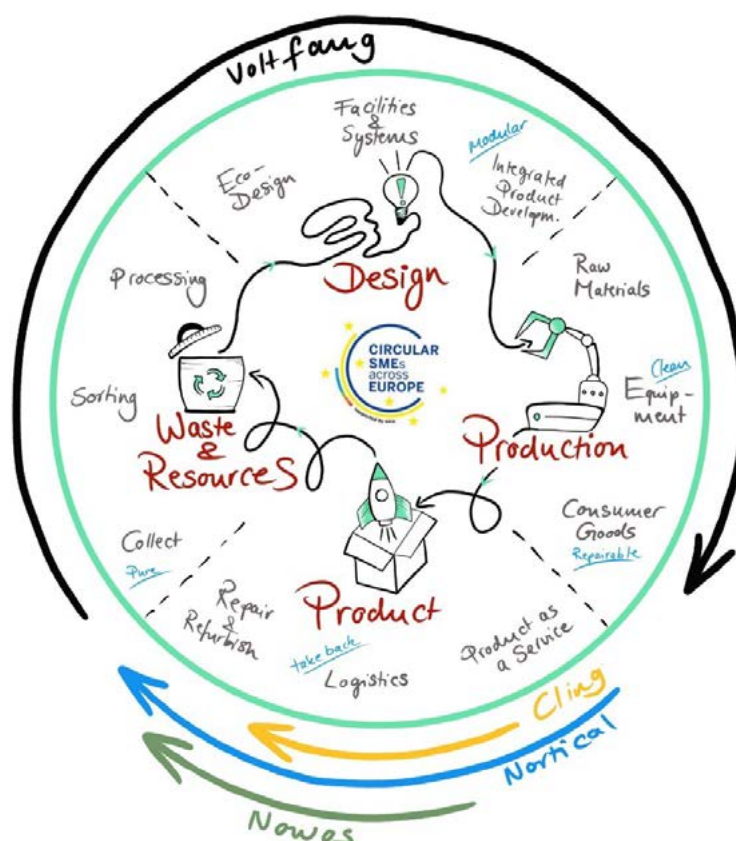 Voltfang
Facilities
&
Systems
Modular
Eco-
Design
Integrated
Product
Developm.
Design
Processing
Raw
Materials
CIRCULAR
SMEs
across
EUROPE
Sorting
Clean
Equip-
ment
Waste
&
Resources
Production
Consumer
Goods
Repairable
Collect
Pure
Product
Repair
&
Refurbish
take back
Logistics
Product as
a Service
Cling
Nortical
Nowos